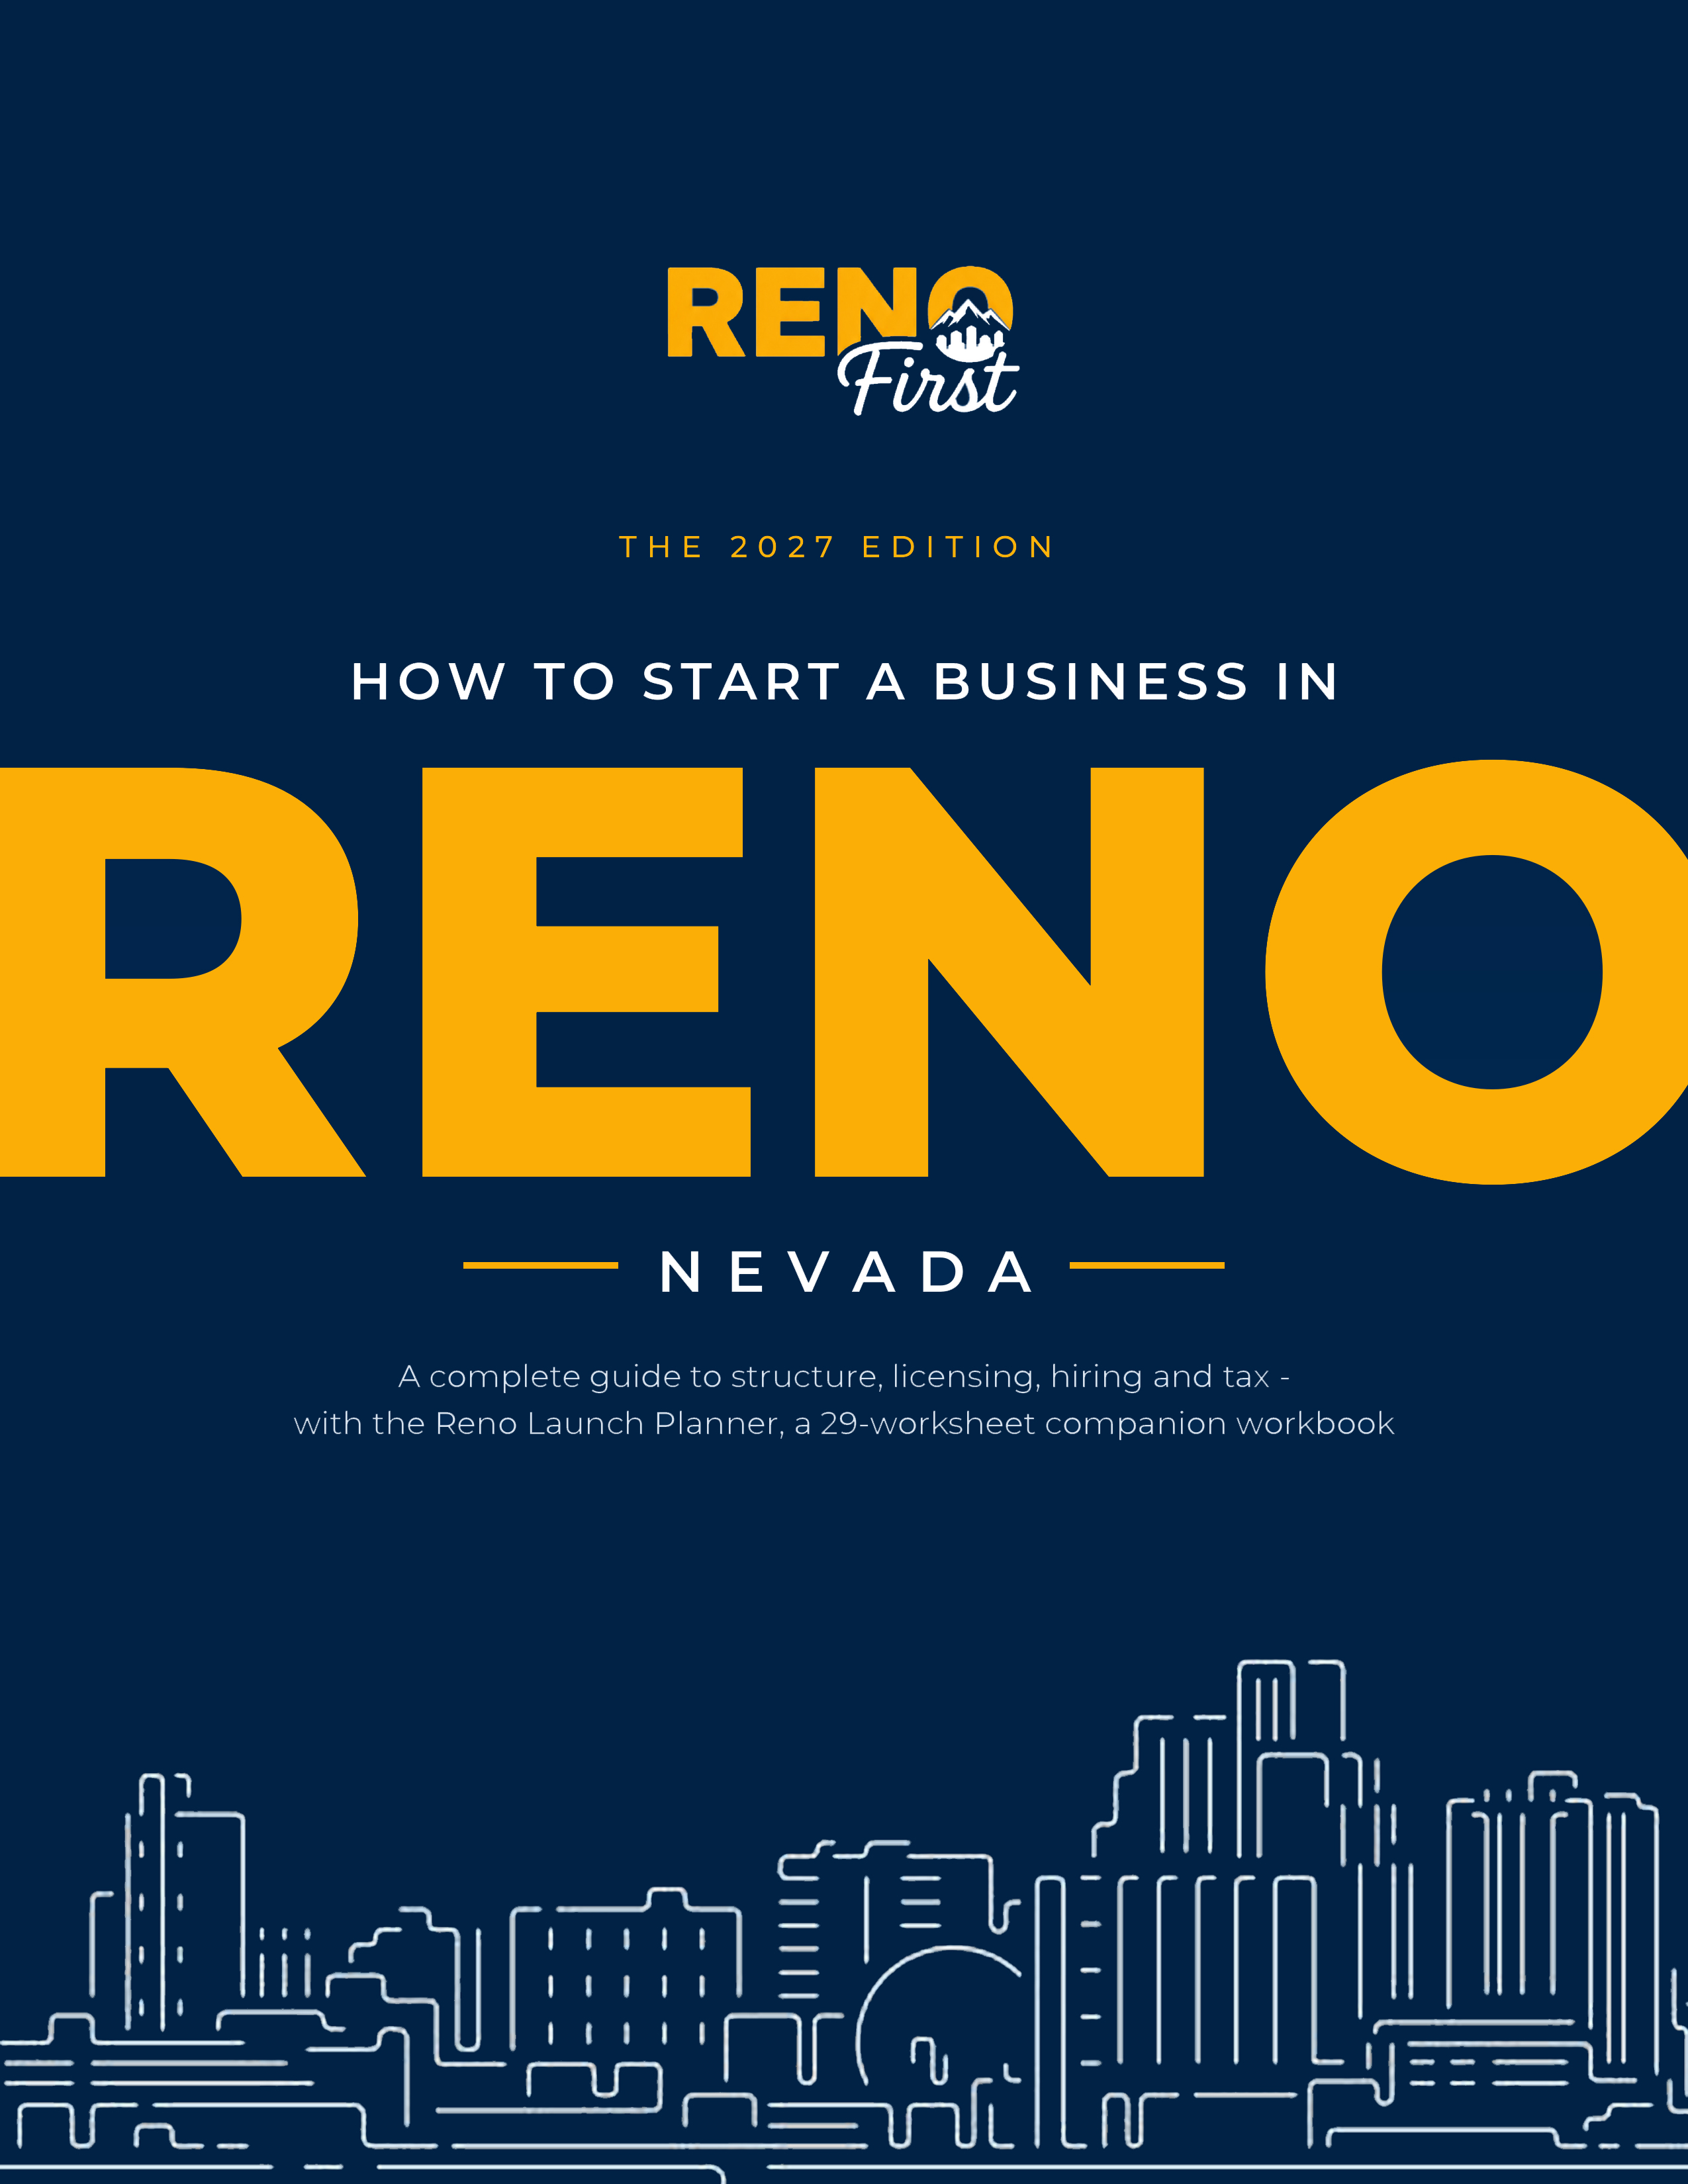 RENO
First
THE 2027 EDITION
HOW TO START A BUSINESS IN
RENO
NEVADA
A complete guide to structure, licensing, hiring and tax -
with the Reno Launch Planner, a 29-worksheet companion workbook